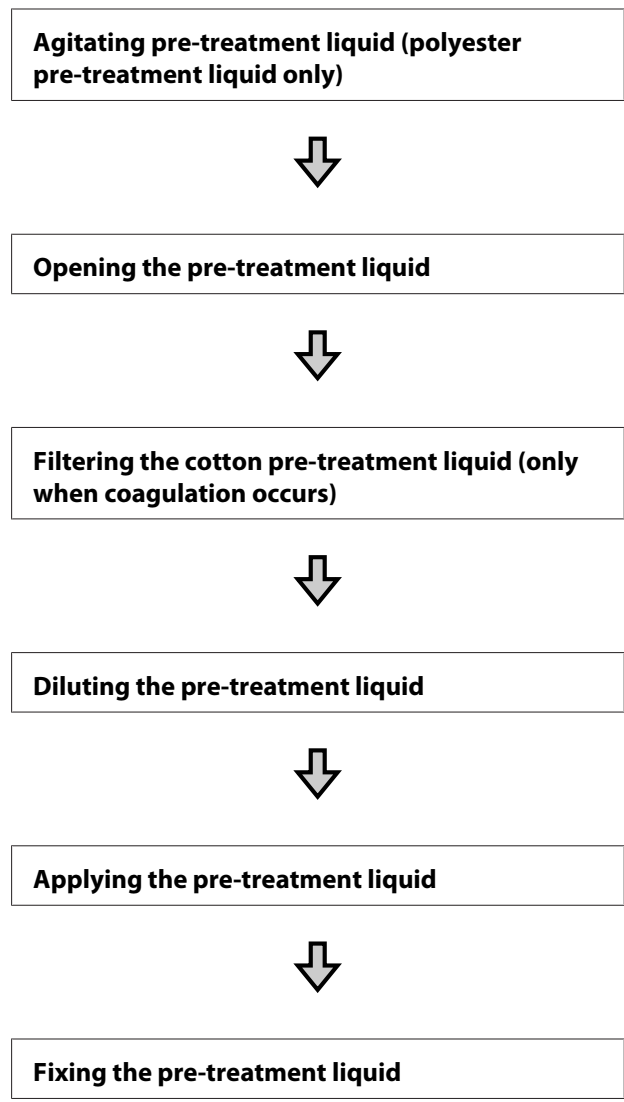 Agitating pre-treatment liquid (polyester
pre-treatment liquid only)
Opening the pre-treatment liquid
Filtering the cotton pre-treatment liquid (only
when coagulation occurs)
Diluting the pre-treatment liquid
Applying the pre-treatment liquid
Fixing the pre-treatment liquid